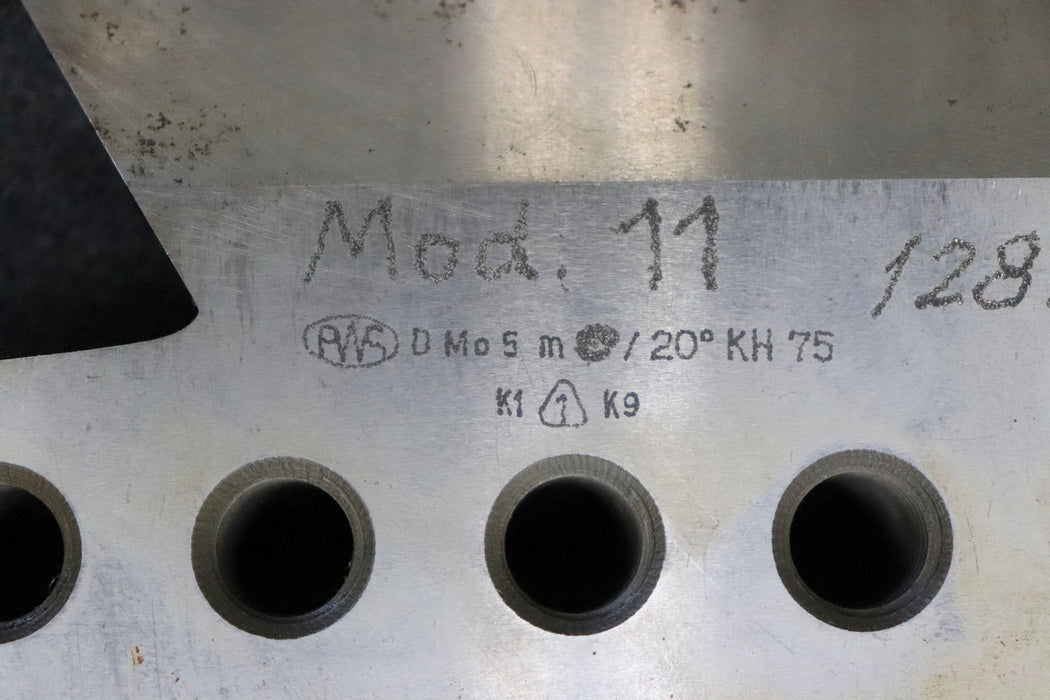 Mod. 11
128.
PWS D Mo 5 m / 20° KH 75
K1 1 K9